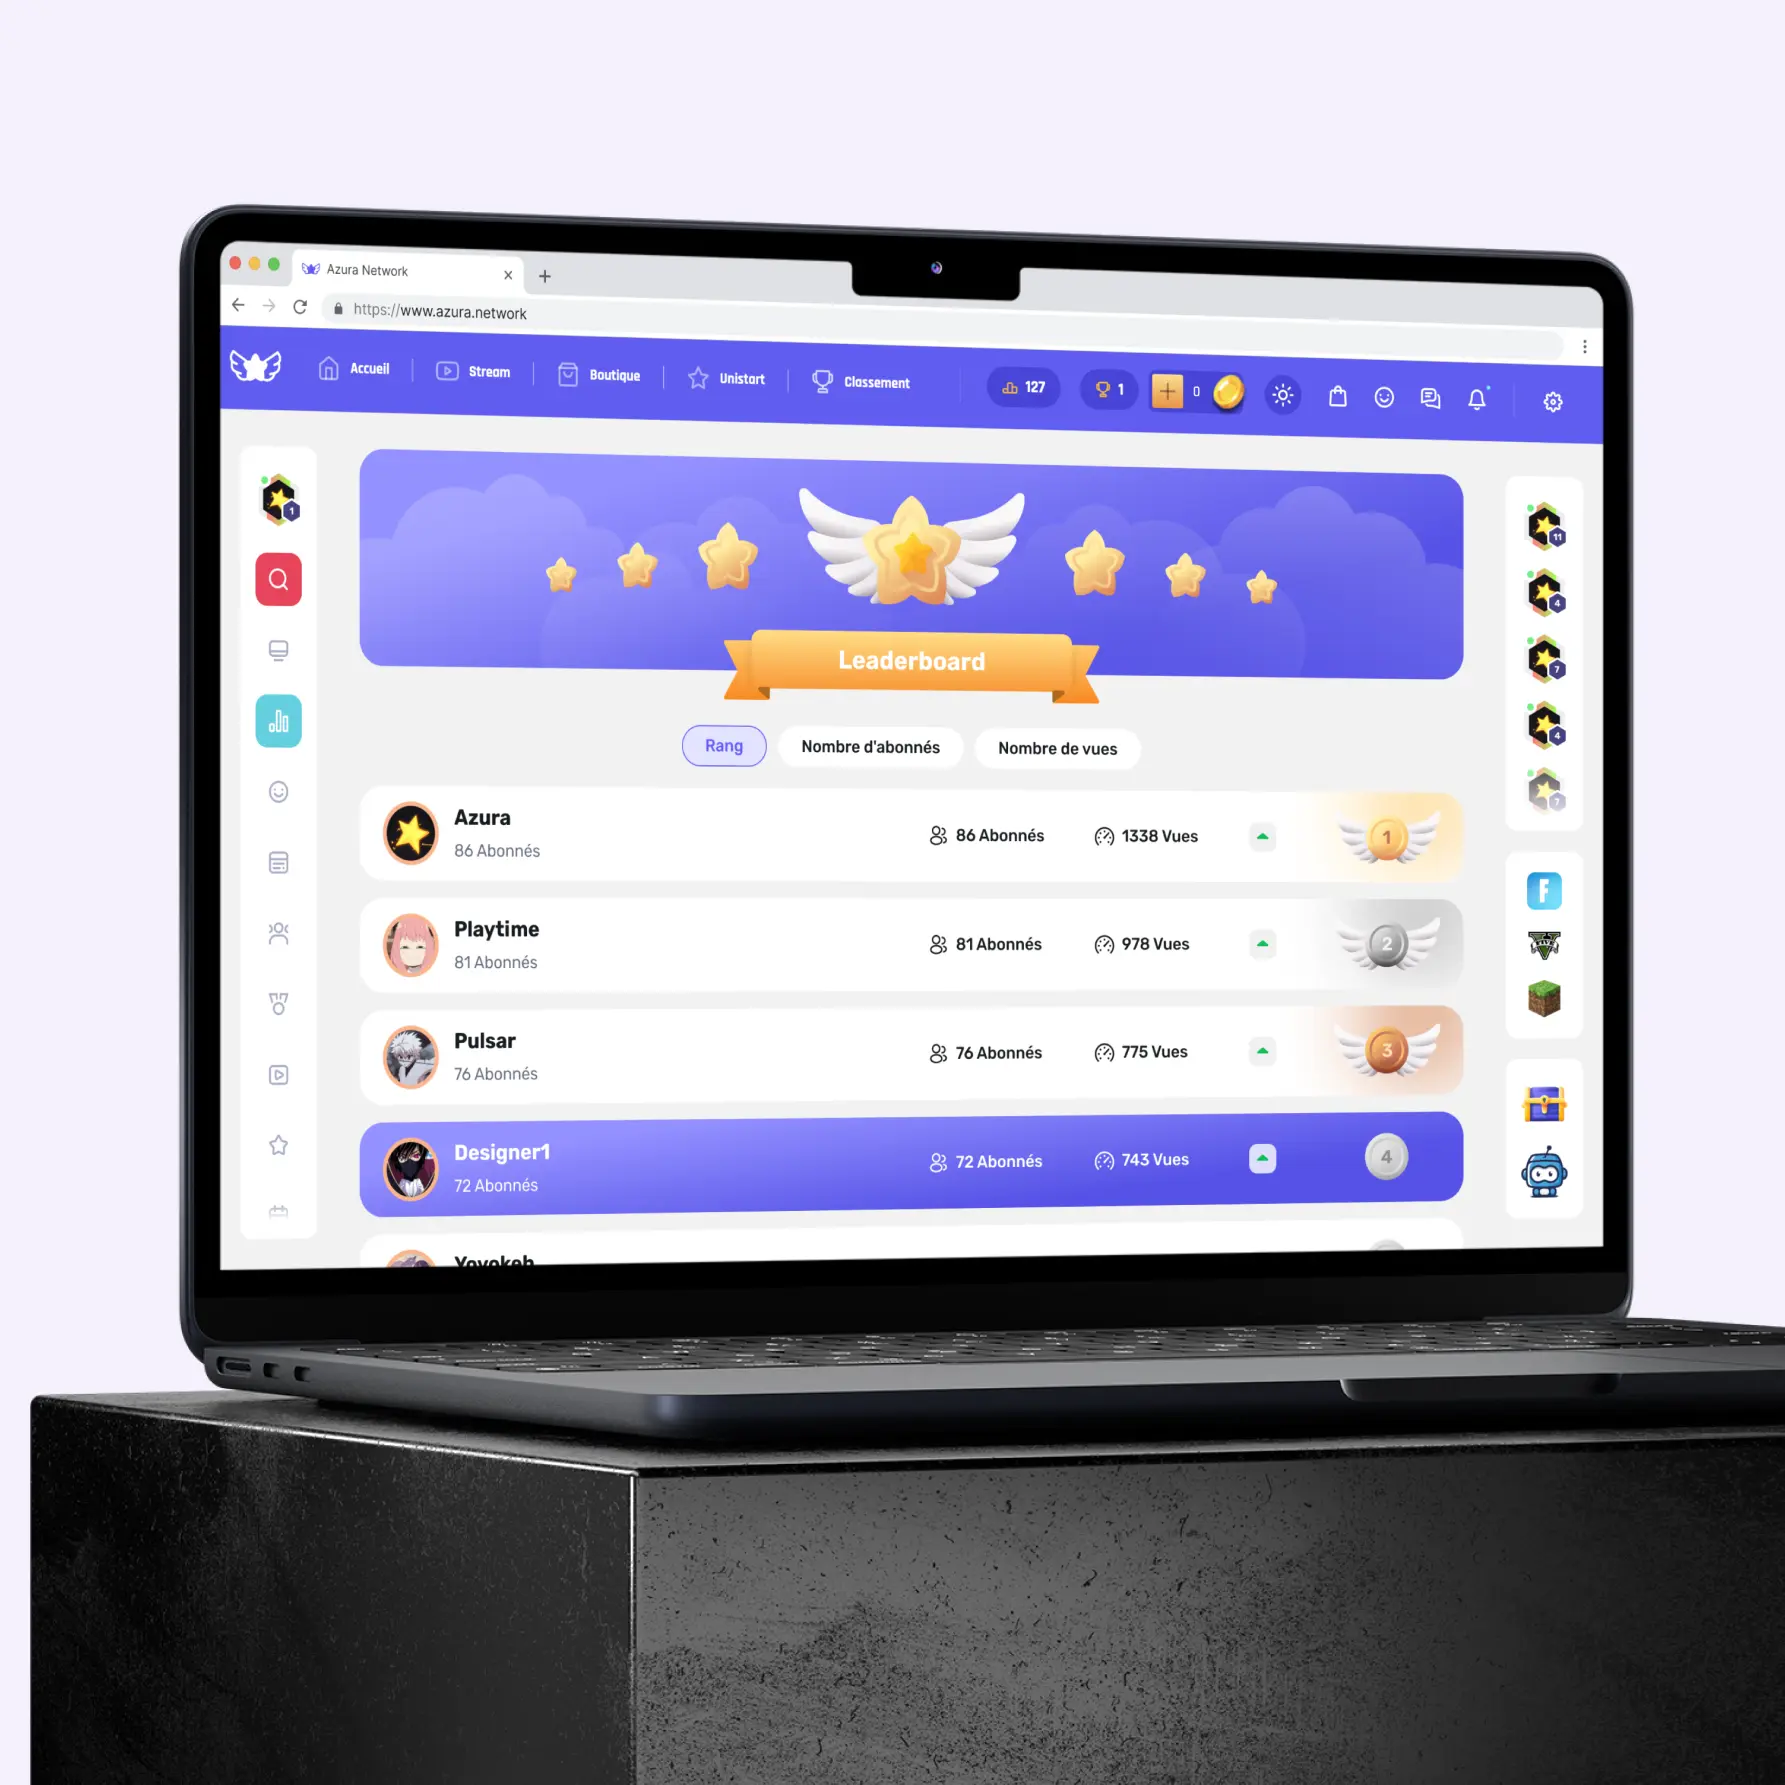 Azura Network
https://www.azura.network
Accueil
Stream
Boutique
Unistart
Classement
127
1
0
1
11
4
7
4
7
Leaderboard
Rang
Nombre d'abonnés
Nombre de vues
Azura
86 Abonnés
86 Abonnés
1338 Vues
1
Playtime
81 Abonnés
81 Abonnés
978 Vues
2
Pulsar
76 Abonnés
76 Abonnés
775 Vues
3
Designer1
72 Abonnés
72 Abonnés
743 Vues
4
F
V